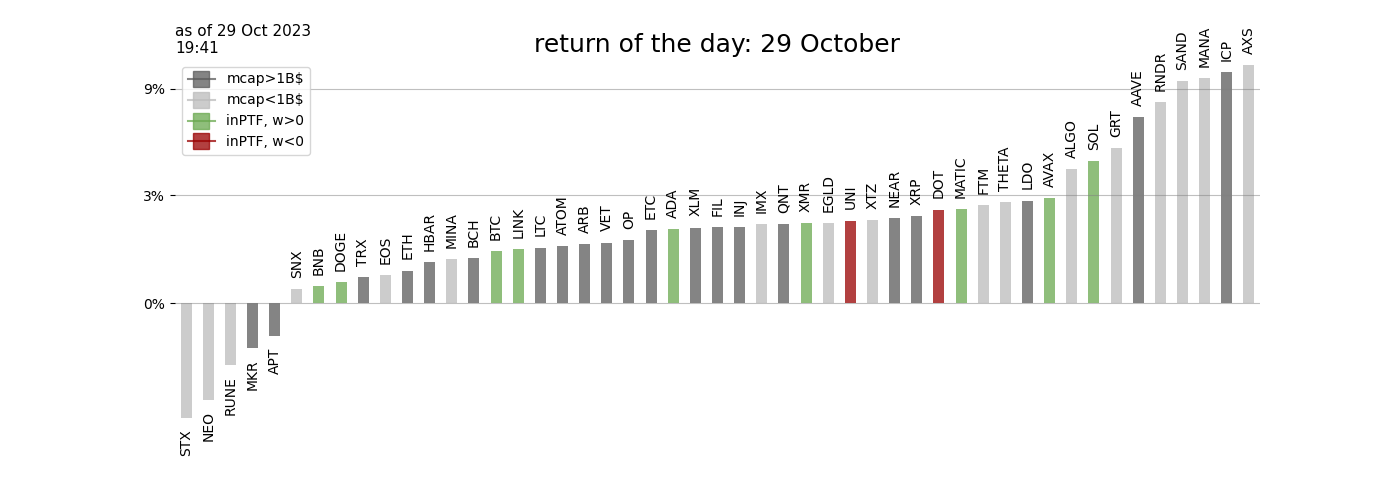 as of 29 Oct 2023
19:41
return of the day: 29 October
mcap>1B$
mcap<1B$
inPTF, w>0
inPTF, w<0
9%
3%
0%
STX
NEO
RUNE
MKR
APT
SNX
BNB
DOGE
TRX
EOS
ETH
HBAR
MINA
BCH
BTC
LINK
LTC
ATOM
ARB
VET
OP
ETC
ADA
XLM
FIL
INJ
IMX
QNT
XMR
EGLD
UNI
XTZ
NEAR
XRP
DOT
MATIC
FTM
THETA
LDO
AVAX
ALGO
SOL
GRT
AAVE
RNDR
SAND
MANA
ICP
AXS